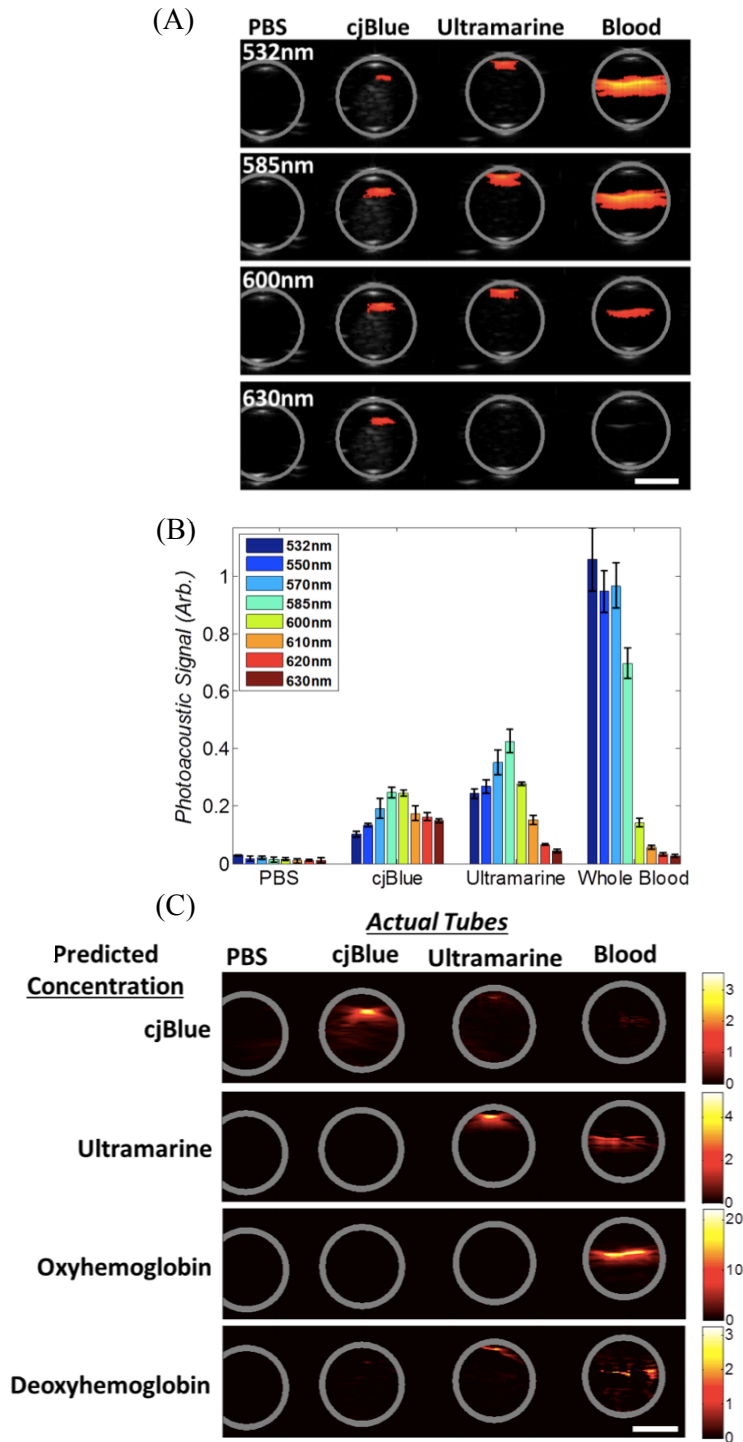 (A)
PBS cjBlue Ultramarine Blood
532nm
585nm
600nm
630nm
(B)
Photoacoustic Signal (Arb.)
1
0.8
0.6
0.4
0.2
0
532nm
550nm
570nm
585nm
600nm
610nm
620nm
630nm
PBS cjBlue Ultramarine Whole Blood
(C)
Actual Tubes
Predicted
Concentration
PBS cjBlue Ultramarine Blood
cjBlue
3
2
1
0
Ultramarine
4
2
0
Oxyhemoglobin
20
10
0
Deoxyhemoglobin
3
2
1
0